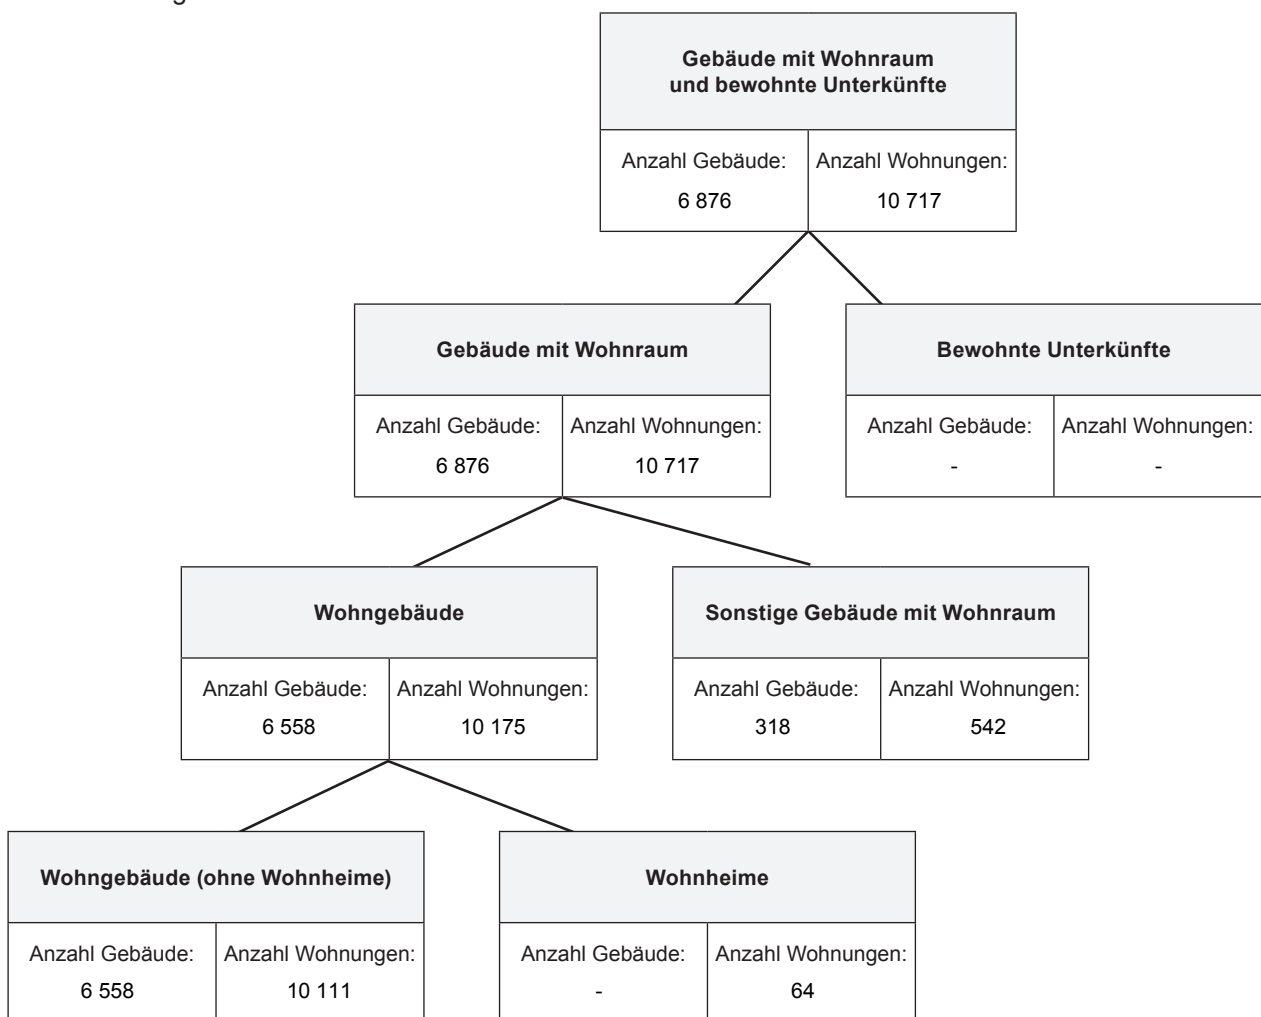 Gebäude mit Wohnraum
und bewohnte Unterkünfte
Anzahl Gebäude: Anzahl Wohnungen:
6 876 10 717
Gebäude mit Wohnraum
Anzahl Gebäude: Anzahl Wohnungen:
6 876 10 717
Bewohnte Unterkünfte
Anzahl Gebäude: Anzahl Wohnungen:
- -
Wohngebäude
Anzahl Gebäude: Anzahl Wohnungen:
6 558 10 175
Sonstige Gebäude mit Wohnraum
Anzahl Gebäude: Anzahl Wohnungen:
318 542
Wohngebäude (ohne Wohnheime)
Anzahl Gebäude: Anzahl Wohnungen:
6 558 10 111
Wohnheime
Anzahl Gebäude: Anzahl Wohnungen:
- 64